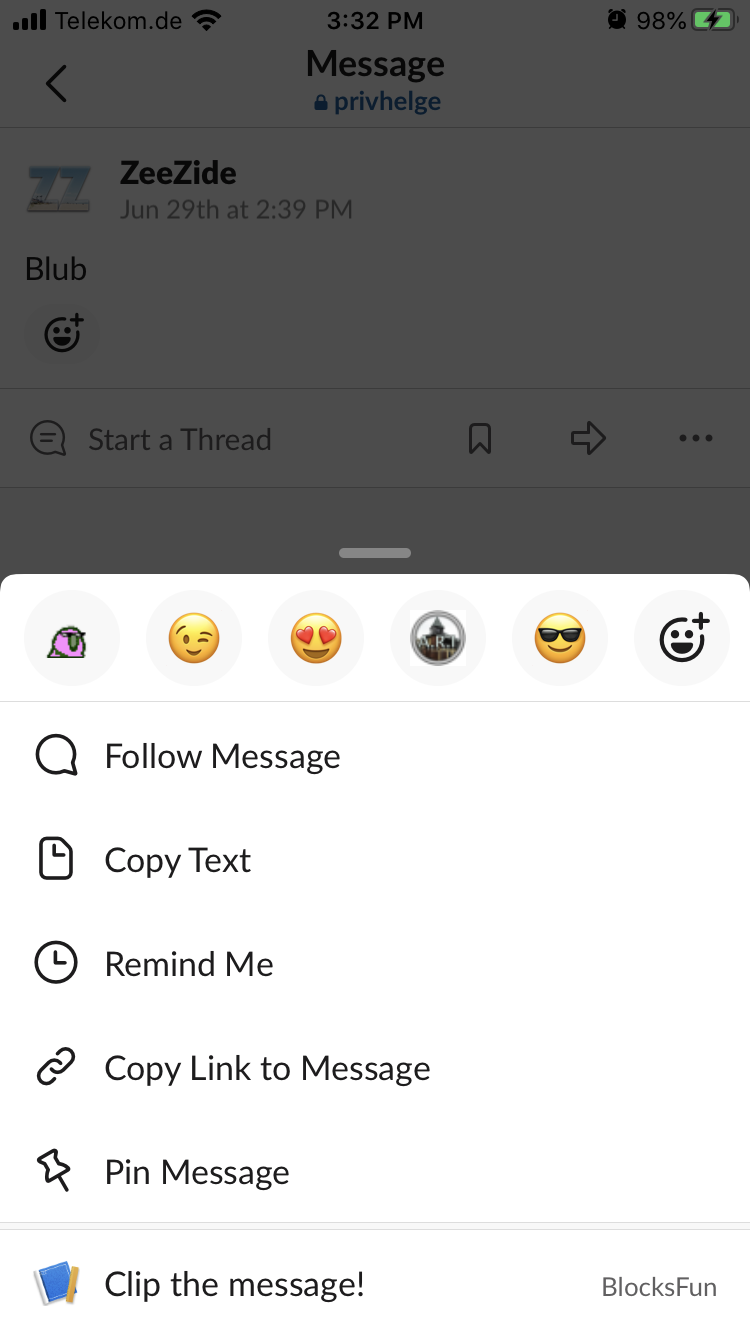 Telekom.de 3:32 PM 98%
Message
privhelge
ZZ
ZeeZide
Jun 29th at 2:39 PM
Blub
Start a Thread
Follow Message
Copy Text
Remind Me
Copy Link to Message
Pin Message
Clip the message! BlocksFun